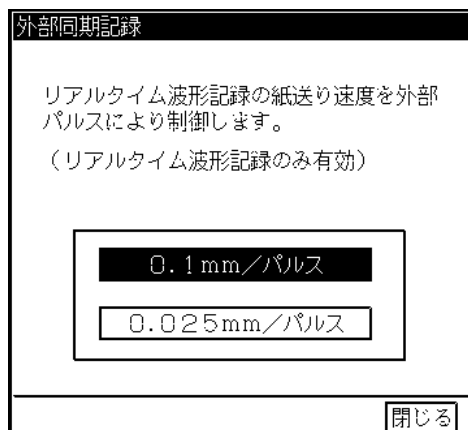 外部同期記録
リアルタイム波形記録の紙送り速度を外部
パルスにより制御します。
（リアルタイム波形記録のみ有効）
０.１mm／パルス
０.０２５mm／パルス
閉じる